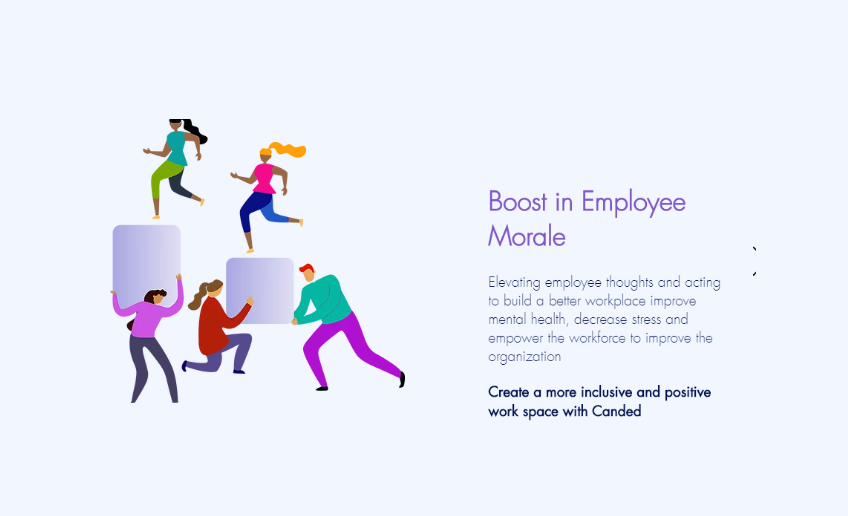 Boost in Employee
Morale
Elevating employee thoughts and acting
to build a better workplace improve
mental health, decrease stress and
empower the workforce to improve the
organization
Create a more inclusive and positive
work space with Canded